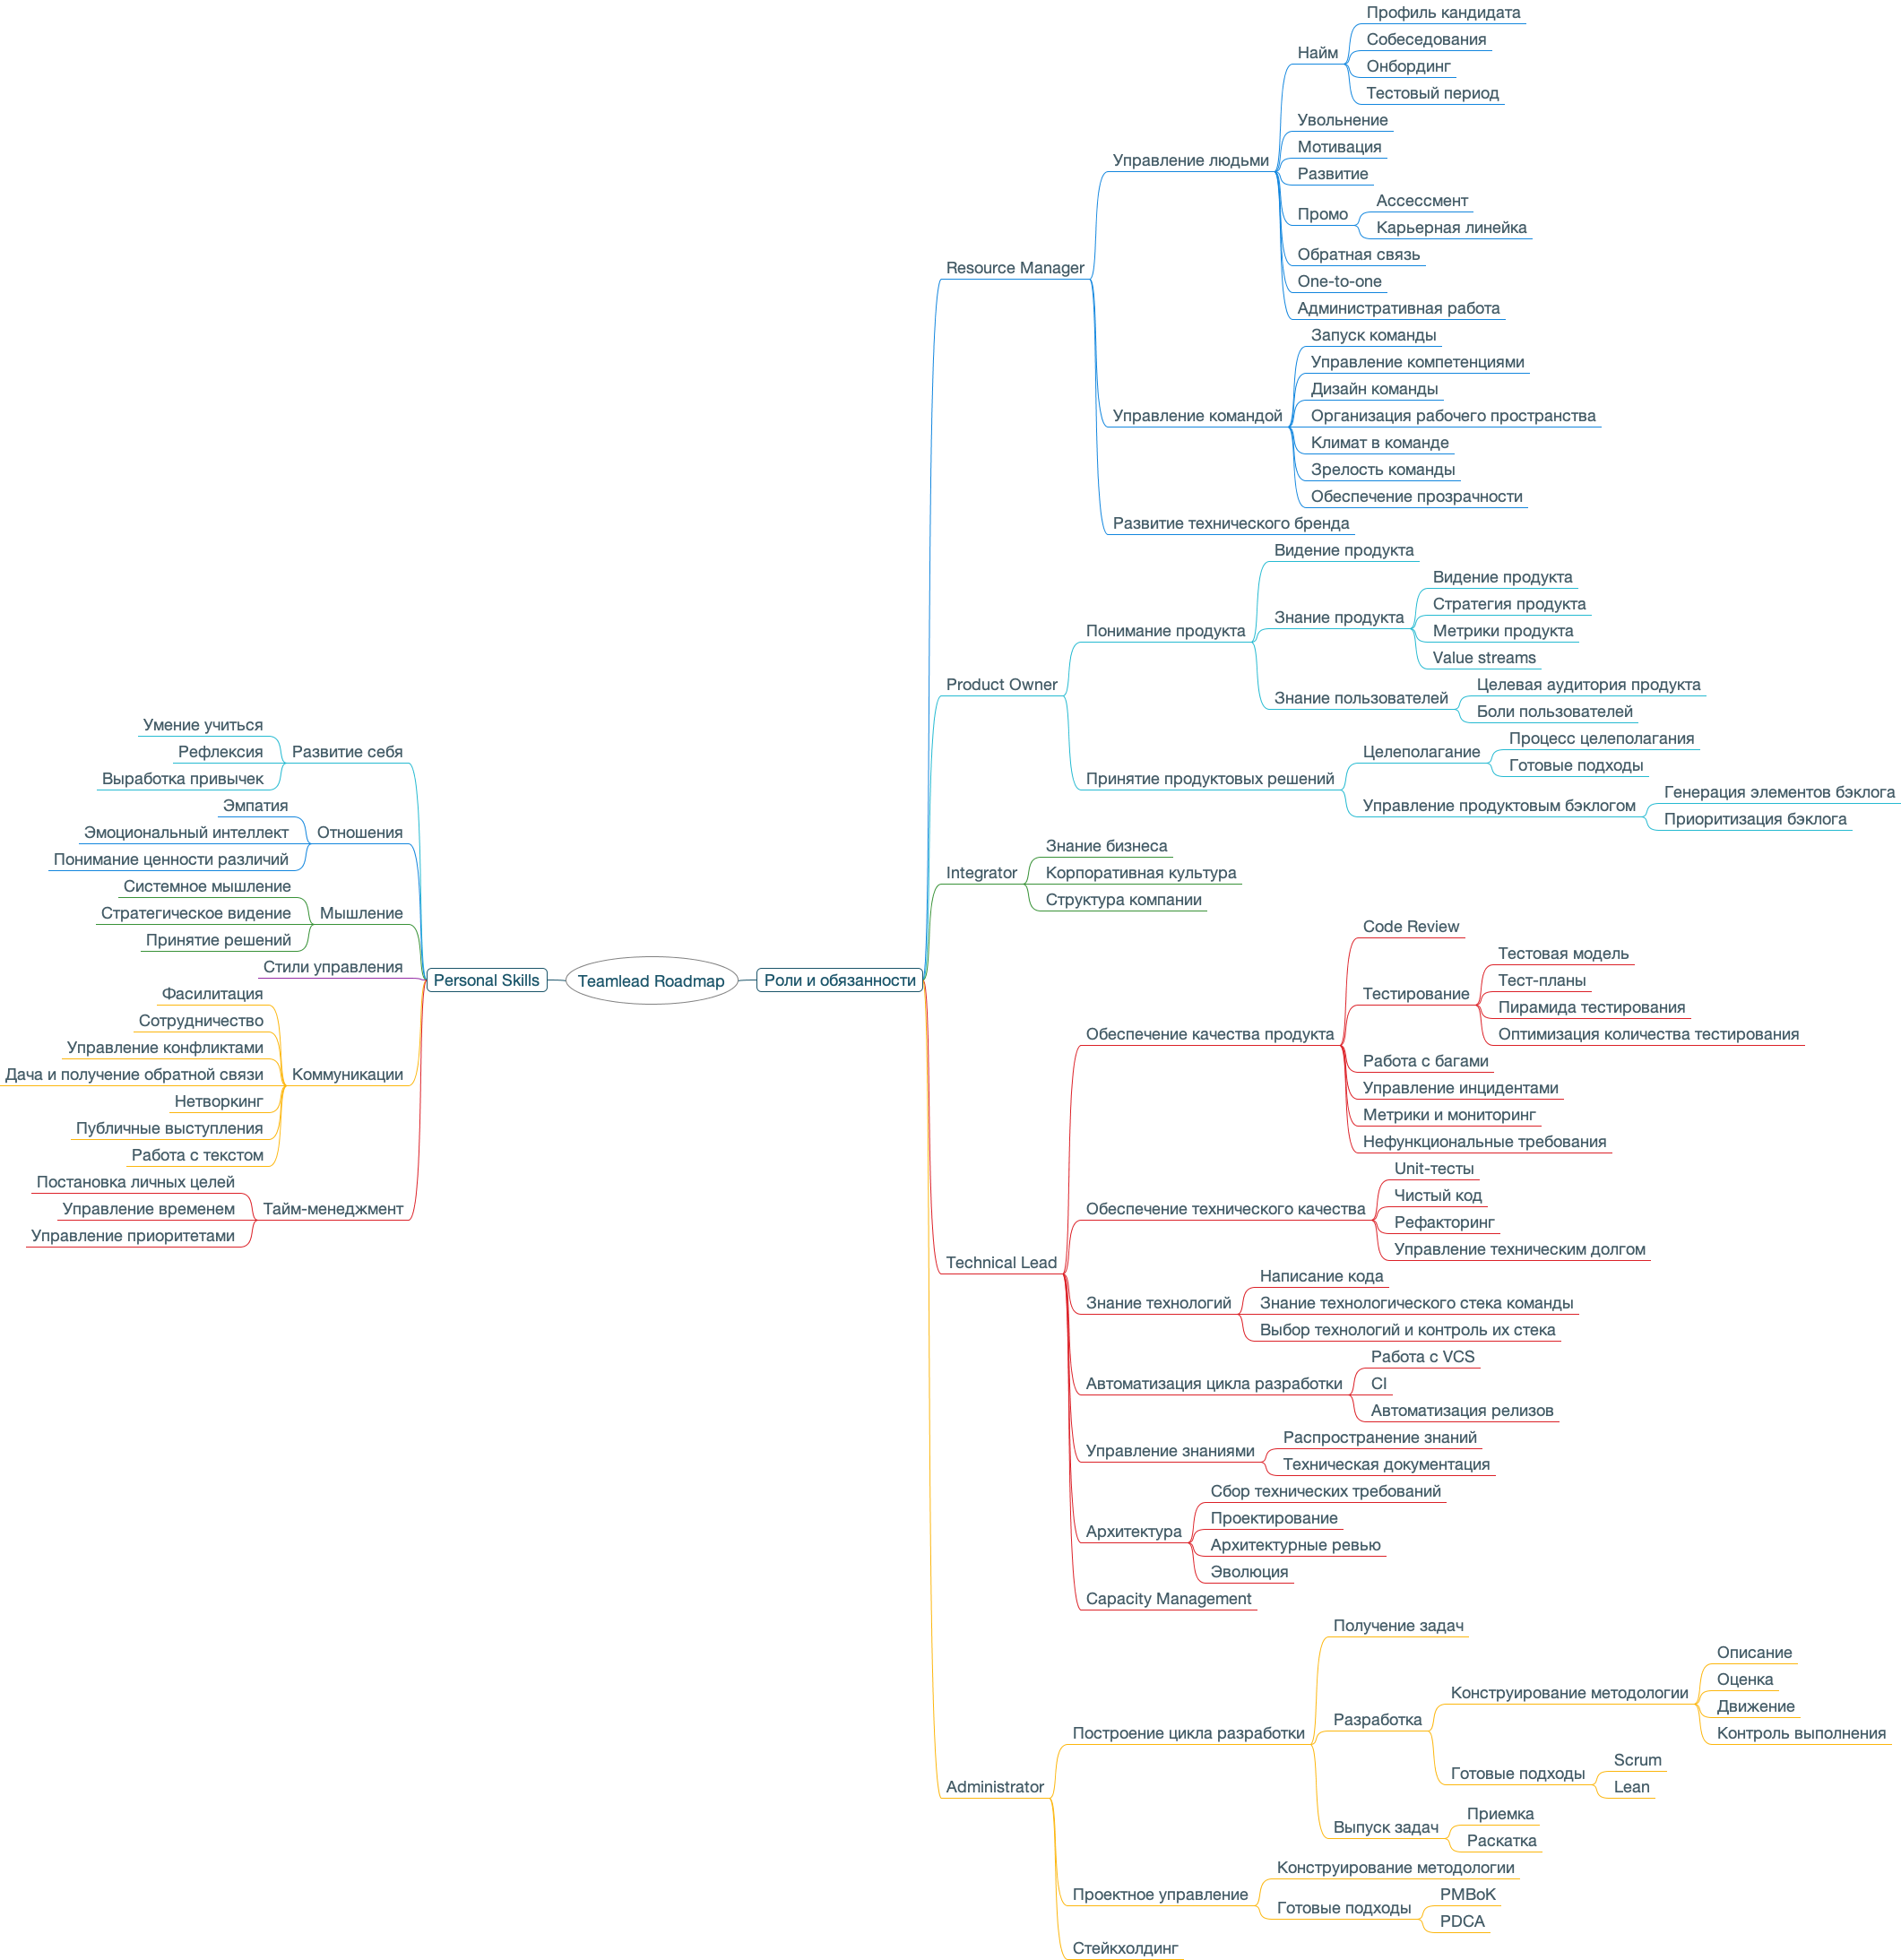 Teamlead Roadmap
Personal Skills
Развитие себя
Умение учиться
Рефлексия
Выработка привычек
Отношения
Эмпатия
Эмоциональный интеллект
Понимание ценности различий
Мышление
Системное мышление
Стратегическое видение
Принятие решений
Стили управления
Коммуникации
Фасилитация
Сотрудничество
Управление конфликтами
Дача и получение обратной связи
Нетворкинг
Публичные выступления
Работа с текстом
Тайм-менеджмент
Постановка личных целей
Управление временем
Управление приоритетами
Роли и обязанности
Resource Manager
Управление людьми
Найм
Профиль кандидата
Собеседования
Онбординг
Тестовый период
Увольнение
Мотивация
Развитие
Промо
Ассессмент
Карьерная линейка
Обратная связь
One-to-one
Административная работа
Управление командой
Запуск команды
Управление компетенциями
Дизайн команды
Организация рабочего пространства
Климат в команде
Зрелость команды
Обеспечение прозрачности
Развитие технического бренда
Product Owner
Понимание продукта
Видение продукта
Знание продукта
Видение продукта
Стратегия продукта
Метрики продукта
Value streams
Знание пользователей
Целевая аудитория продукта
Боли пользователей
Принятие продуктовых решений
Целеполагание
Процесс целеполагания
Готовые подходы
Управление продуктовым бэклогом
Генерация элементов бэклога
Приоритизация бэклога
Integrator
Знание бизнеса
Корпоративная культура
Структура компании
Technical Lead
Обеспечение качества продукта
Code Review
Тестирование
Тестовая модель
Тест-планы
Пирамида тестирования
Оптимизация количества тестирования
Работа с багами
Управление инцидентами
Метрики и мониторинг
Нефункциональные требования
Обеспечение технического качества
Unit-тесты
Чистый код
Рефакторинг
Управление техническим долгом
Знание технологий
Написание кода
Знание технологического стека команды
Выбор технологий и контроль их стека
Автоматизация цикла разработки
Работа с VCS
CI
Автоматизация релизов
Управление знаниями
Распространение знаний
Техническая документация
Архитектура
Сбор технических требований
Проектирование
Архитектурные ревью
Эволюция
Capacity Management
Administrator
Построение цикла разработки
Получение задач
Разработка
Конструирование методологии
Описание
Оценка
Движение
Контроль выполнения
Готовые подходы
Scrum
Lean
Выпуск задач
Приемка
Раскатка
Проектное управление
Конструирование методологии
Готовые подходы
PMBoK
PDCA
Стейкхолдинг